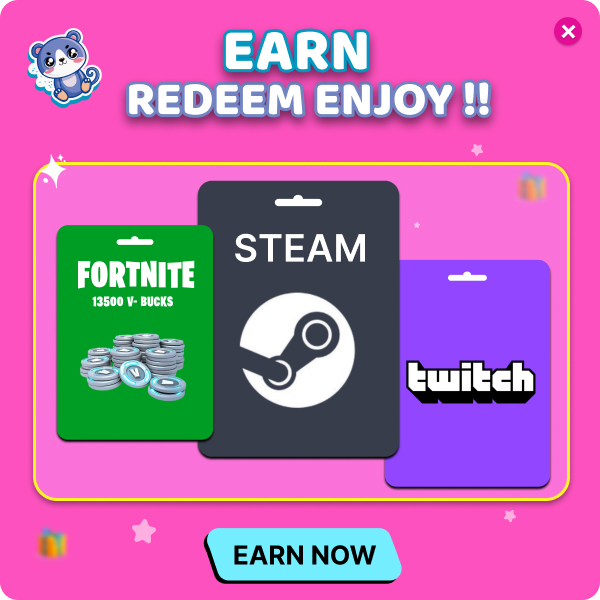 EARN
REDEEM ENJOY !!
STEAM
FORTNITE
13500 V- BUCKS
twitch
EARN NOW